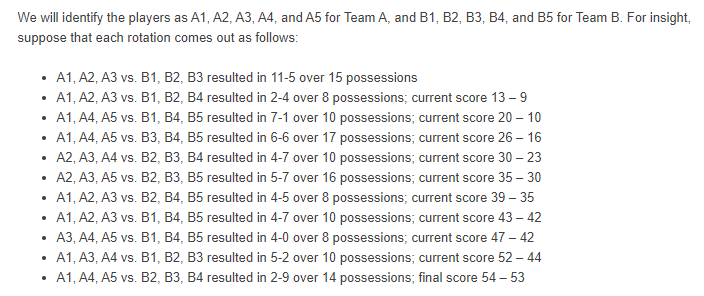 We will identify the players as A1, A2, A3, A4, and A5 for Team A, and B1, B2, B3, B4, and B5 for Team B. For insight,
suppose that each rotation comes out as follows:
• A1, A2, A3 vs. B1, B2, B3 resulted in 11-5 over 15 possessions
• A1, A2, A3 vs. B1, B2, B4 resulted in 2-4 over 8 possessions; current score 13 – 9
• A1, A4, A5 vs. B1, B4, B5 resulted in 7-1 over 10 possessions; current score 20 – 10
• A1, A4, A5 vs. B3, B4, B5 resulted in 6-6 over 17 possessions; current score 26 – 16
• A2, A3, A4 vs. B2, B3, B4 resulted in 4-7 over 10 possessions; current score 30 – 23
• A2, A3, A5 vs. B2, B3, B5 resulted in 5-7 over 16 possessions; current score 35 – 30
• A1, A2, A3 vs. B2, B4, B5 resulted in 4-5 over 8 possessions; current score 39 – 35
• A1, A2, A3 vs. B1, B4, B5 resulted in 4-7 over 10 possessions; current score 43 – 42
• A3, A4, A5 vs. B1, B4, B5 resulted in 4-0 over 8 possessions; current score 47 – 42
• A1, A3, A4 vs. B1, B2, B3 resulted in 5-2 over 10 possessions; current score 52 – 44
• A1, A4, A5 vs. B2, B3, B4 resulted in 2-9 over 14 possessions; final score 54 – 53